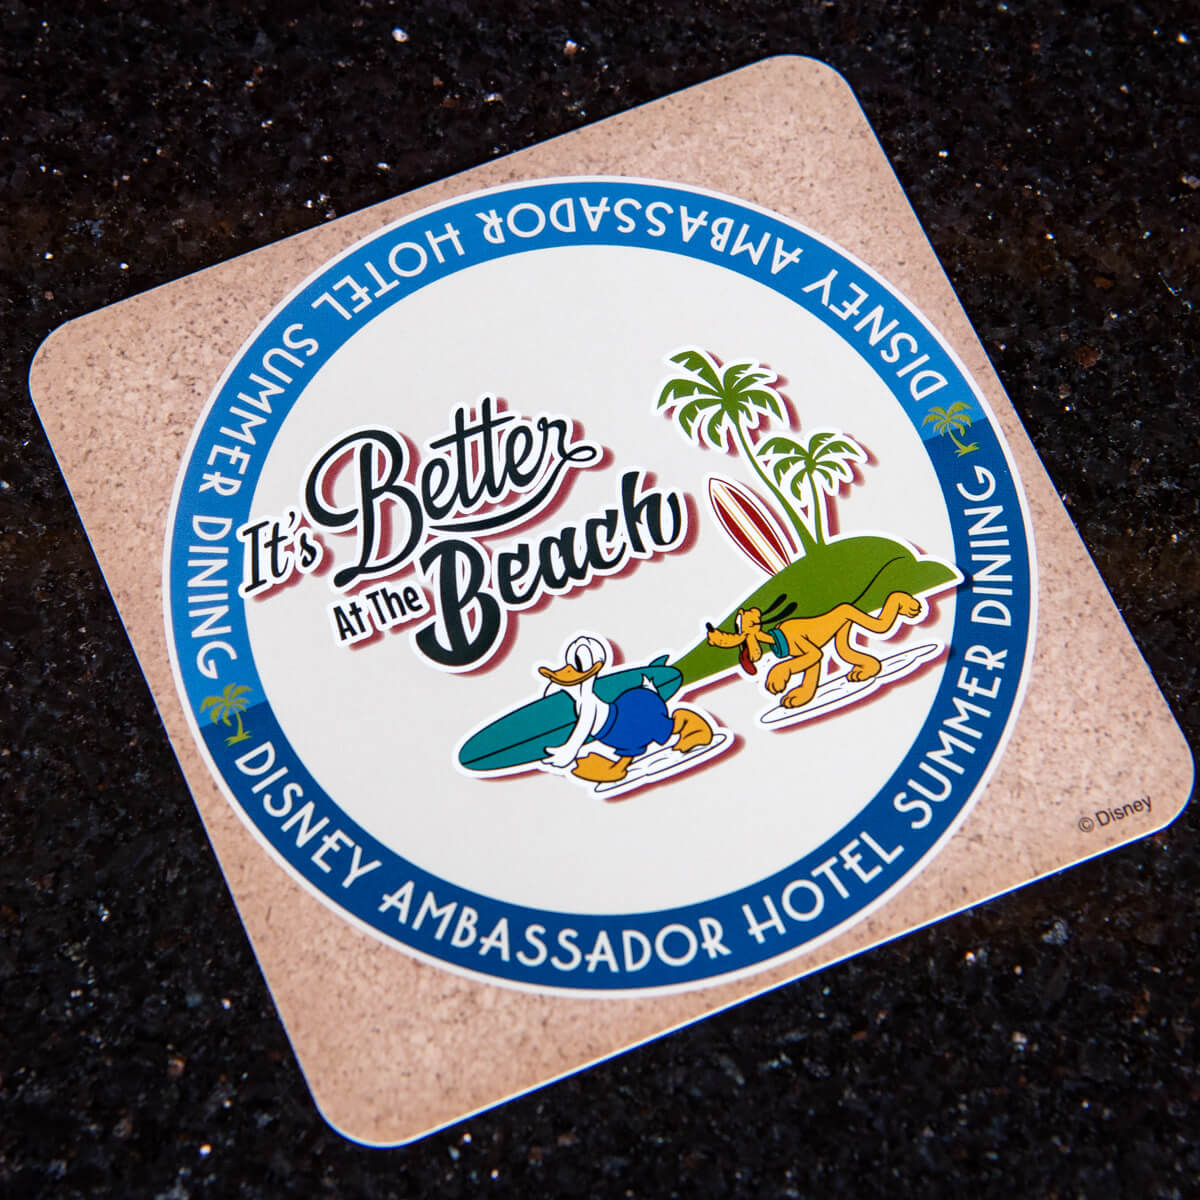 It's Better
At The Beach
DISNEY AMBASSADOR HOTEL SUMMER DINING
DISNEY AMBASSADOR HOTEL SUMMER DINING
© Disney